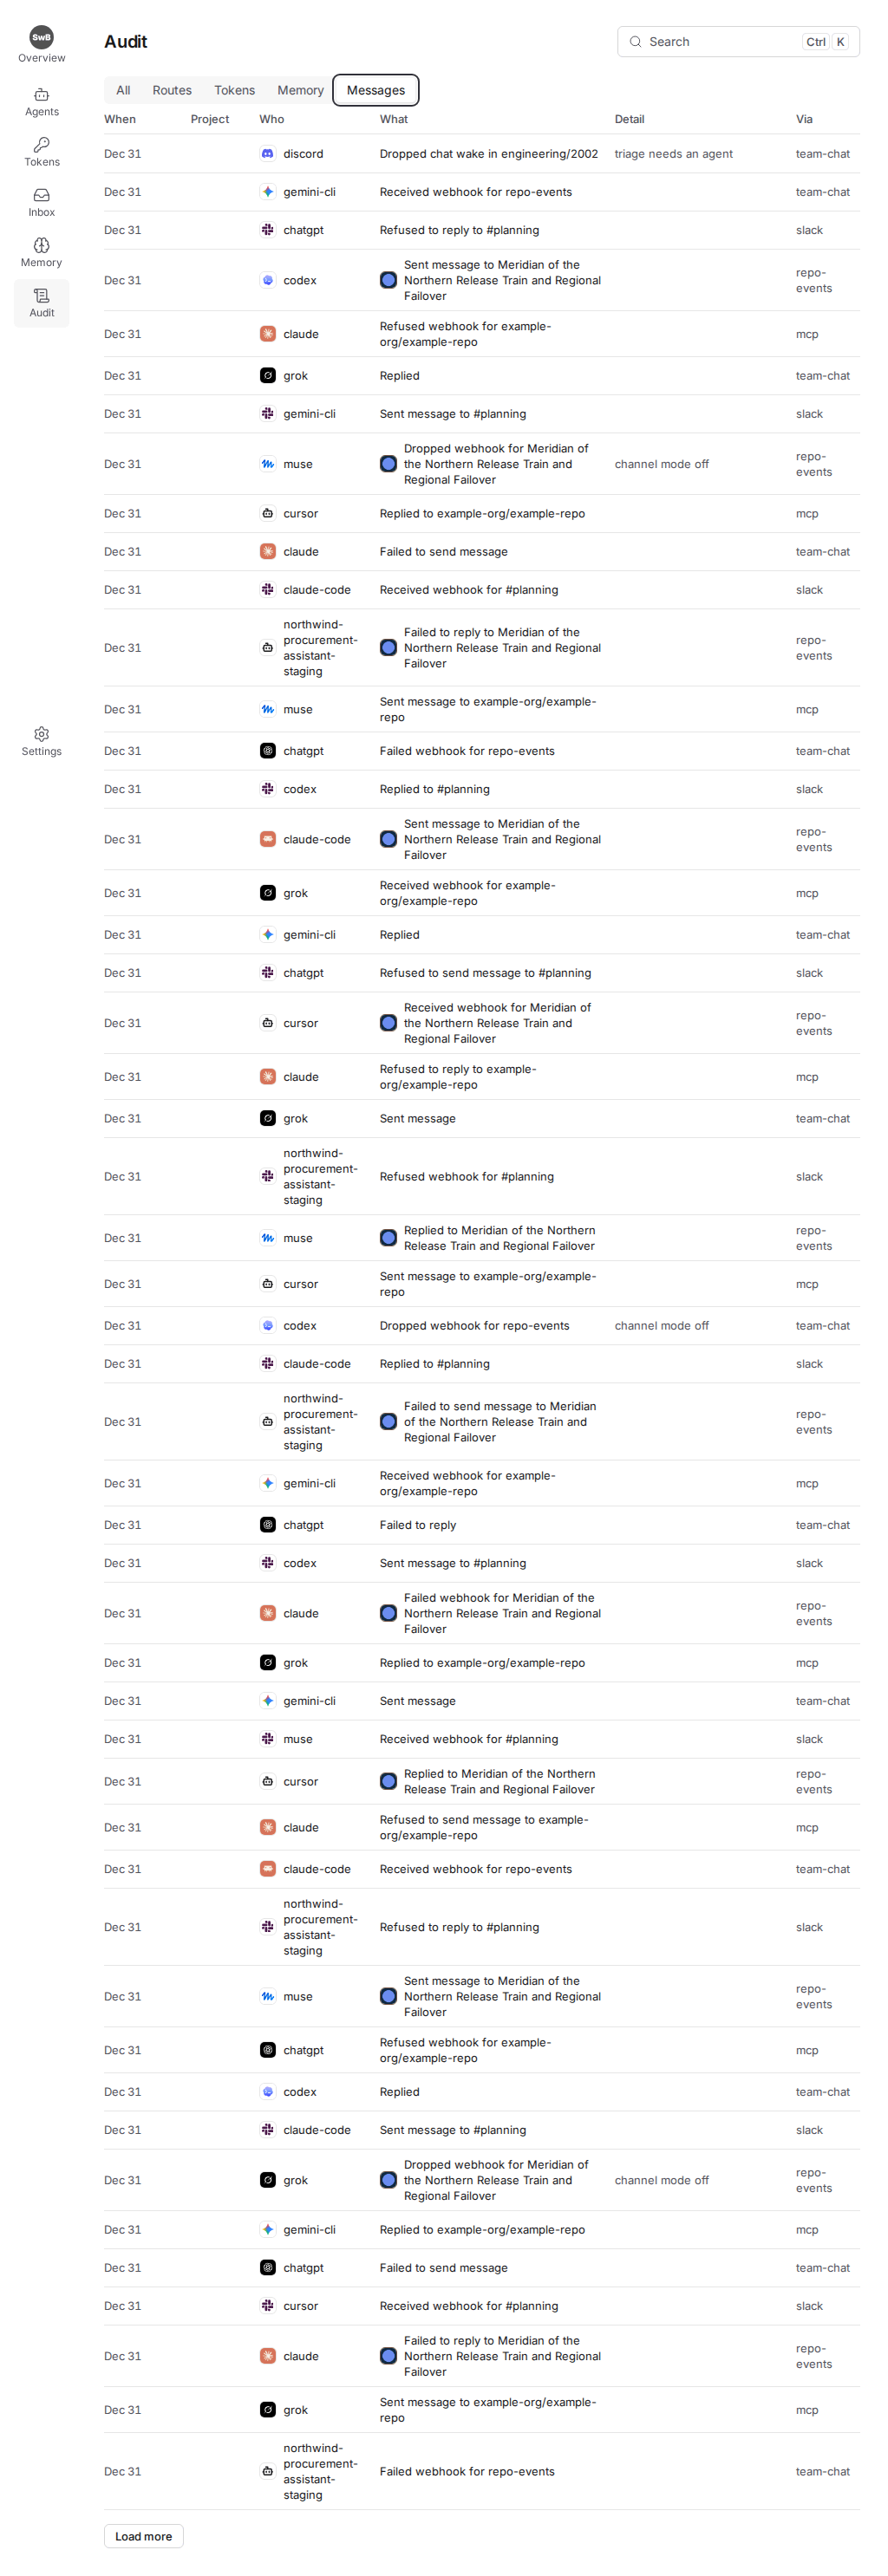 SwB
Overview
Agents
Tokens
Inbox
Memory
Audit
Settings
Audit
Search Ctrl K
All Routes Tokens Memory Messages
When Project Who What Detail Via
Dec 31 discord Dropped chat wake in engineering/2002 triage needs an agent team-chat
Dec 31 gemini-cli Received webhook for repo-events team-chat
Dec 31 chatgpt Refused to reply to #planning slack
Dec 31 codex Sent message to Meridian of the
Northern Release Train and Regional
Failover
repo-
events
Dec 31 claude Refused webhook for example-
org/example-repo
mcp
Dec 31 grok Replied team-chat
Dec 31 gemini-cli Sent message to #planning slack
Dec 31 muse Dropped webhook for Meridian of
the Northern Release Train and
Regional Failover
channel mode off
repo-
events
Dec 31 cursor Replied to example-org/example-repo mcp
Dec 31 claude Failed to send message team-chat
Dec 31 claude-code Received webhook for #planning slack
Dec 31
northwind-
procurement-
assistant-
staging
Failed to reply to Meridian of the
Northern Release Train and Regional
Failover
repo-
events
Dec 31 muse Sent message to example-org/example-
repo
mcp
Dec 31 chatgpt Failed webhook for repo-events team-chat
Dec 31 codex Replied to #planning slack
Dec 31 claude-code Sent message to Meridian of the
Northern Release Train and Regional
Failover
repo-
events
Dec 31 grok Received webhook for example-
org/example-repo
mcp
Dec 31 gemini-cli Replied team-chat
Dec 31 chatgpt Refused to send message to #planning slack
Dec 31 cursor Received webhook for Meridian of
the Northern Release Train and
Regional Failover
repo-
events
Dec 31 claude Refused to reply to example-
org/example-repo
mcp
Dec 31 grok Sent message team-chat
Dec 31
northwind-
procurement-
assistant-
staging
Refused webhook for #planning slack
Dec 31 muse Replied to Meridian of the Northern
Release Train and Regional Failover
repo-
events
Dec 31 cursor Sent message to example-org/example-
repo
mcp
Dec 31 codex Dropped webhook for repo-events channel mode off team-chat
Dec 31 claude-code Replied to #planning slack
Dec 31
northwind-
procurement-
assistant-
staging
Failed to send message to Meridian
of the Northern Release Train and
Regional Failover
repo-
events
Dec 31 gemini-cli Received webhook for example-
org/example-repo
mcp
Dec 31 chatgpt Failed to reply team-chat
Dec 31 codex Sent message to #planning slack
Dec 31 claude Failed webhook for Meridian of the
Northern Release Train and Regional
Failover
repo-
events
Dec 31 grok Replied to example-org/example-repo mcp
Dec 31 gemini-cli Sent message team-chat
Dec 31 muse Received webhook for #planning slack
Dec 31 cursor Replied to Meridian of the Northern
Release Train and Regional Failover
repo-
events
Dec 31 claude Refused to send message to example-
org/example-repo
mcp
Dec 31 claude-code Received webhook for repo-events team-chat
Dec 31
northwind-
procurement-
assistant-
staging
Refused to reply to #planning slack
Dec 31 muse Sent message to Meridian of the
Northern Release Train and Regional
Failover
repo-
events
Dec 31 chatgpt Refused webhook for example-
org/example-repo
mcp
Dec 31 codex Replied team-chat
Dec 31 claude-code Sent message to #planning slack
Dec 31 grok Dropped webhook for Meridian of
the Northern Release Train and
Regional Failover
channel mode off
repo-
events
Dec 31 gemini-cli Replied to example-org/example-repo mcp
Dec 31 chatgpt Failed to send message team-chat
Dec 31 cursor Received webhook for #planning slack
Dec 31 claude Failed to reply to Meridian of the
Northern Release Train and Regional
Failover
repo-
events
Dec 31 grok Sent message to example-org/example-
repo
mcp
Dec 31
northwind-
procurement-
assistant-
staging
Failed webhook for repo-events team-chat
Load more